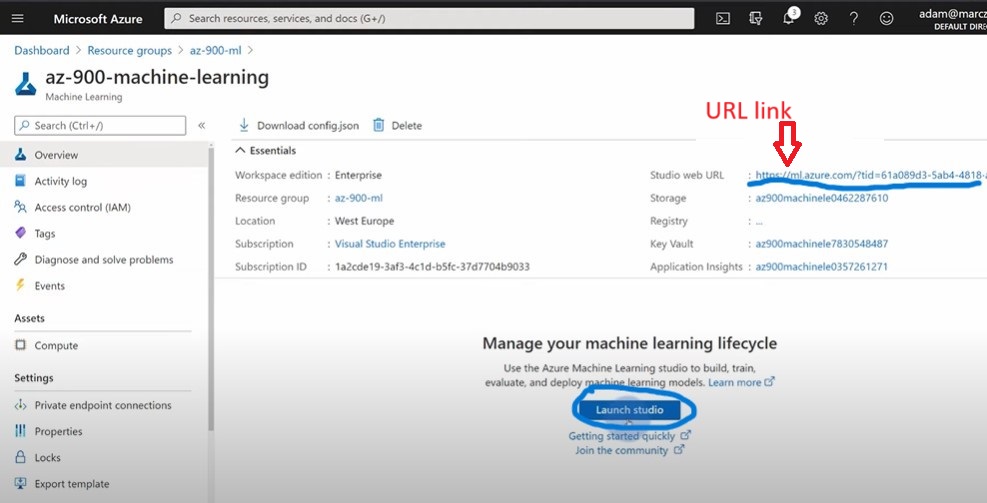 Microsoft Azure
Search resources, services, and docs (G+/)
3
adam@marcz
DEFAULT DIRE
Dashboard > Resource groups > az-900-ml >
az-900-machine-learning
Machine Learning
Search (Ctrl+/)
«
Overview
Activity log
Access control (IAM)
Tags
Diagnose and solve problems
Events
Assets
Compute
Settings
Private endpoint connections
Properties
Locks
Export template
Download config.json
Delete
URL link
Essentials
Workspace edition : Enterprise
Resource group : az-900-ml
Location : West Europe
Subscription : Visual Studio Enterprise
Subscription ID : 1a2cde19-3af3-4c1d-b5fc-37d7704b9033
Studio web URL : https://ml.azure.com/?tid=61a089d3-5ab4-4818-a
Storage : az900machinele0462287610
Registry : ...
Key Vault : az900machinele7830548487
Application Insights : az900machinele0357261271
Manage your machine learning lifecycle
Use the Azure Machine Learning studio to build, train,
evaluate, and deploy machine learning models. Learn more
Launch studio
Getting started quickly
Join the community